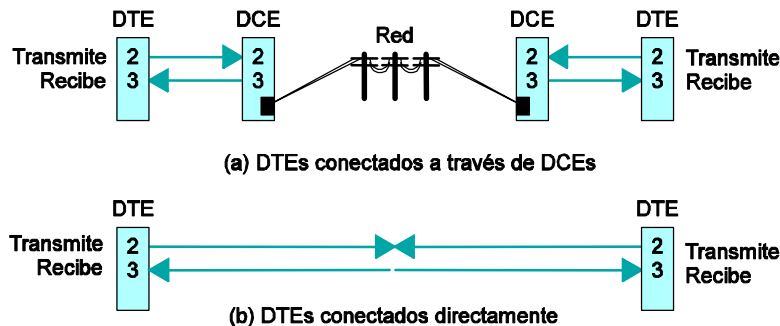 DTE DCE Red DCE DTE
Transmite 2 2 2 2 Transmite
Recibe 3 3 3 3 Recibe
(a) DTEs conectados a través de DCEs
DTE DTE
Transmite 2 2 Transmite
Recibe 3 3 Recibe
(b) DTEs conectados directamente